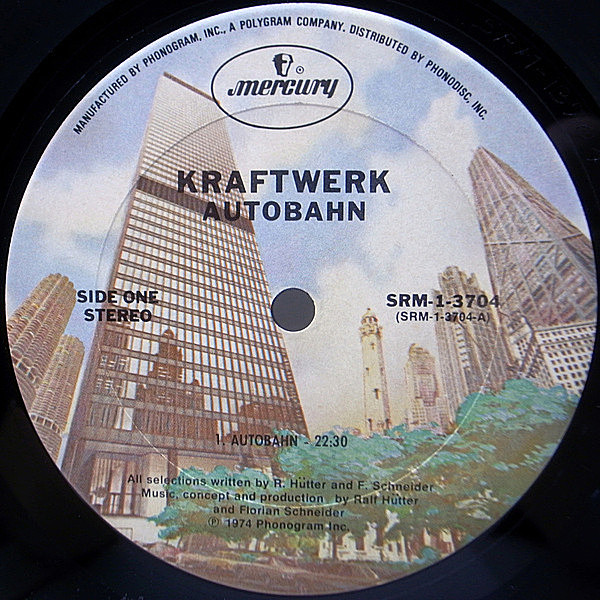 MANUFACTURED BY PHONOGRAM, INC., A POLYGRAM COMPANY. DISTRIBUTED BY PHONODISC, INC.
mercury
KRAFTWERK
AUTOBAHN
SIDE ONE
STEREO
SRM-1-3704
(SRM-1-3704-A)
1. AUTOBAHN - 22:30
All selections written by R. Hütter and F. Schneider
Music, concept and production by Ralf Hütter
and Florian Schneider
℗ 1974 Phonogram Inc.